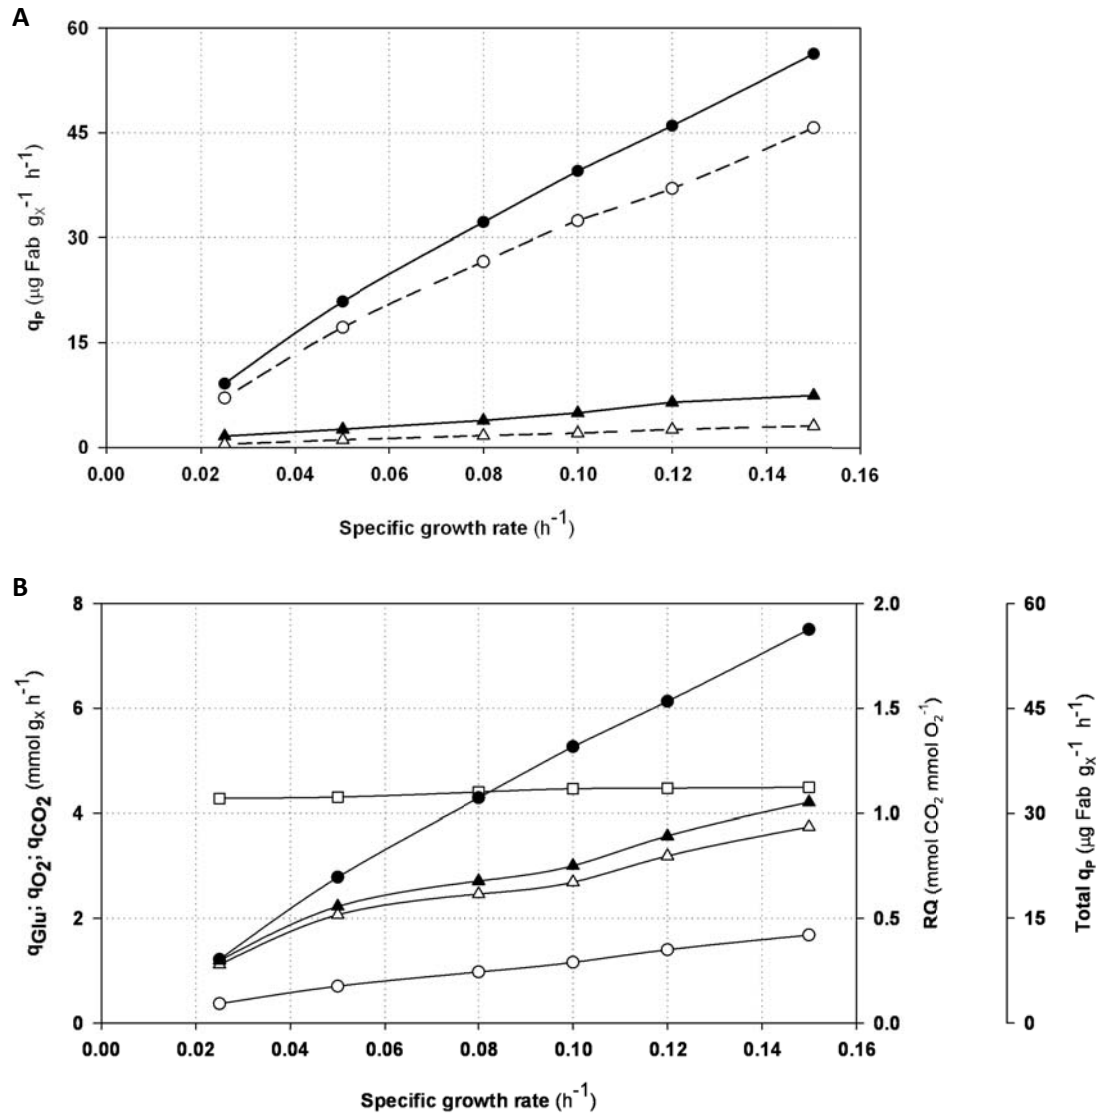 A
60
45
30
15
0
qP (µg Fab gX-1 h-1)
0.00 0.02 0.04 0.06 0.08 0.10 0.12 0.14 0.16
Specific growth rate (h-1)
B
8
6
4
2
0
qGlu; qO2; qCO2 (mmol gX h-1)
2.0
1.5
1.0
0.5
0.0
RQ (mmol CO2 mmol O2-1)
60
45
30
15
0
Total qP (µg Fab gX-1 h-1)
0.00 0.02 0.04 0.06 0.08 0.10 0.12 0.14 0.16
Specific growth rate (h-1)